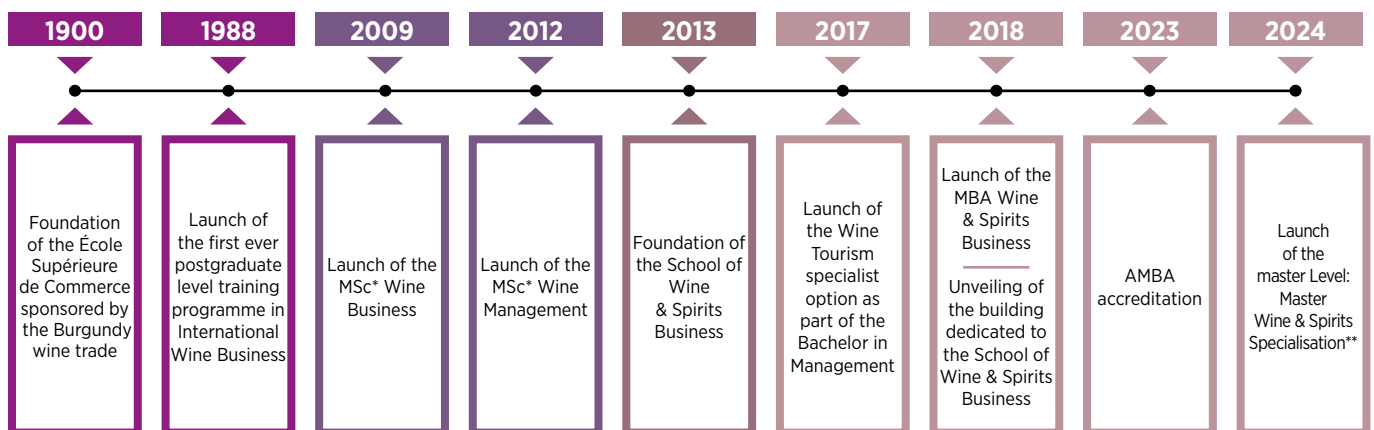 1900
1988
2009
2012
2013
2017
2018
2023
2024
Foundation
of the École
Supérieure
de Commerce
sponsored by
the Burgundy
wine trade
Launch of
the first ever
postgraduate
level training
programme in
International
Wine Business
Launch of the
MSc* Wine
Business
Launch of the
MSc* Wine
Management
Foundation of
the School of
Wine
& Spirits
Business
Launch of
the Wine
Tourism
specialist
option as
part of the
Bachelor in
Management
Launch of the
MBA Wine
& Spirits
Business
Unveiling of
the building
dedicated to
the School of
Wine & Spirits
Business
AMBA
accreditation
Launch
of the
master Level:
Master
Wine & Spirits
Specialisation**